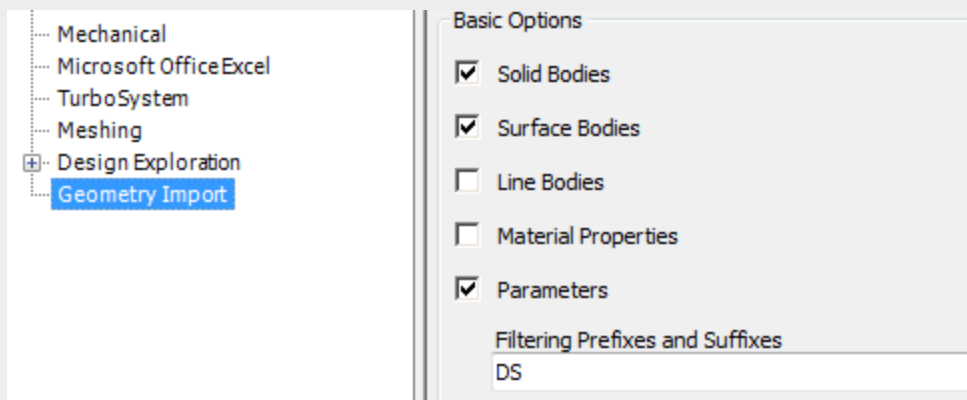 Mechanical
Microsoft Office Excel
TurboSystem
Meshing
Design Exploration
Geometry Import
Basic Options
Solid Bodies
Surface Bodies
Line Bodies
Material Properties
Parameters
Filtering Prefixes and Suffixes
DS